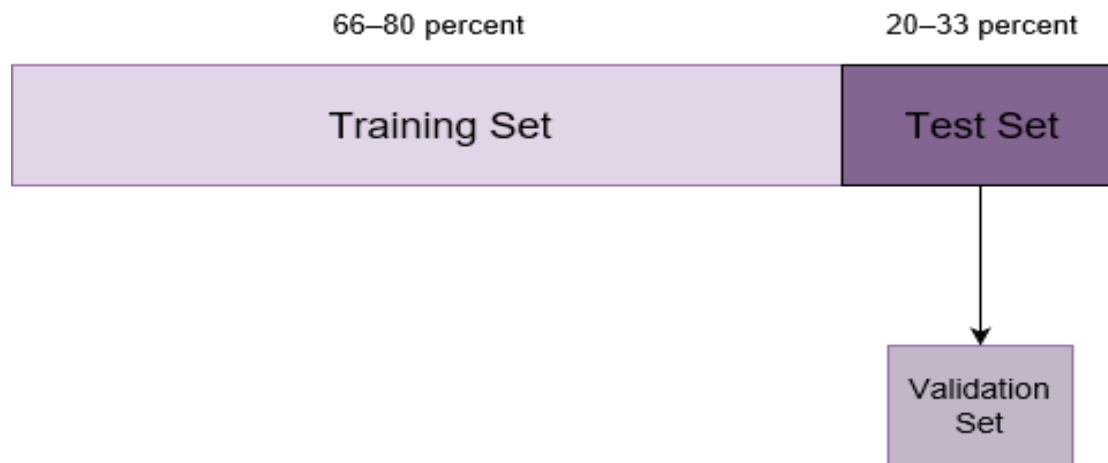 66–80 percent
20–33 percent
Training Set
Test Set
Validation
Set